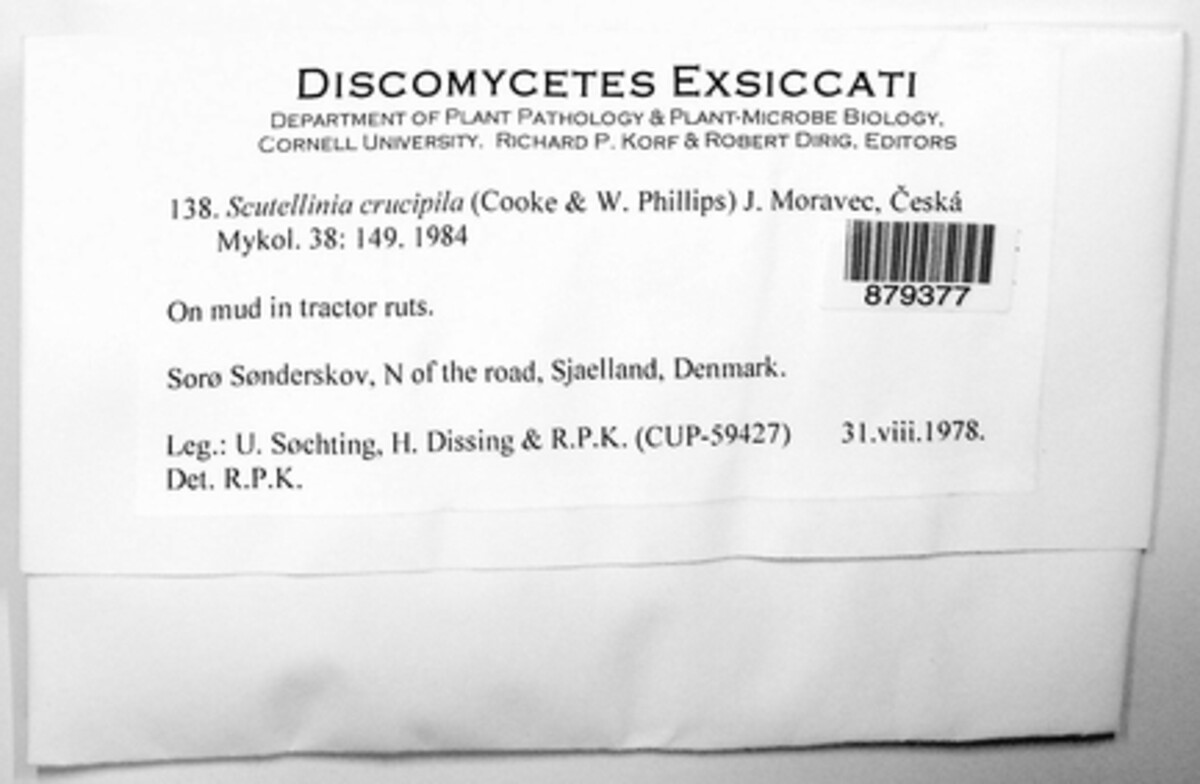 DISCOMYCETES EXSICCATI
DEPARTMENT OF PLANT PATHOLOGY & PLANT-MICROBE BIOLOGY,
CORNELL UNIVERSITY. RICHARD P. KORF & ROBERT DIRIG, EDITORS
138. Scutellinia crucipila (Cooke & W. Phillips) J. Moravec, Česká
Mykol. 38: 149. 1984
879377
On mud in tractor ruts.
Sorø Sønderskov, N of the road, Sjaelland, Denmark.
Leg.: U. Søchting, H. Dissing & R.P.K. (CUP-59427) 31.viii.1978.
Det. R.P.K.